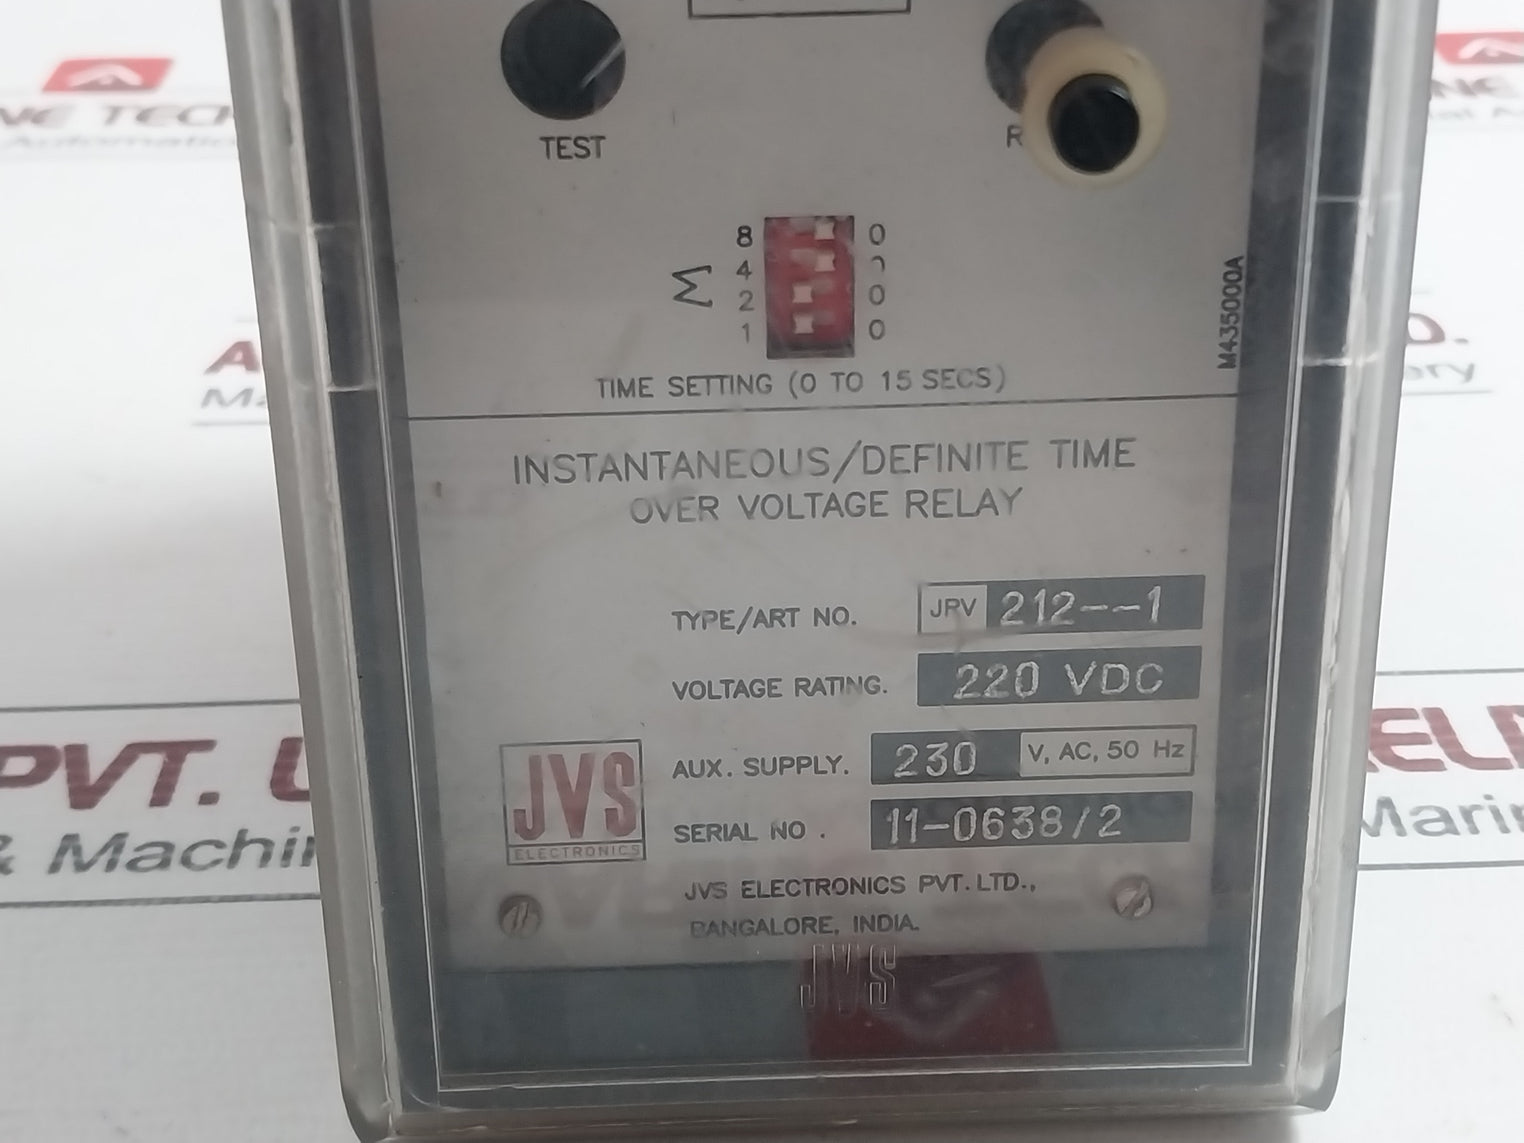 TEST
8 0
Σ 4
2 0
1 0
TIME SETTING (0 TO 15 SECS)
M435000A
INSTANTANEOUS/DEFINITE TIME
OVER VOLTAGE RELAY
TYPE/ART NO. JRV 212--1
VOLTAGE RATING. 220 VDC
AUX. SUPPLY. 230 V, AC, 50 Hz
SERIAL NO. 11-0638/2
JVS
ELECTRONICS
JVS ELECTRONICS PVT. LTD.,
BANGALORE, INDIA.
JVS
PVT.
&